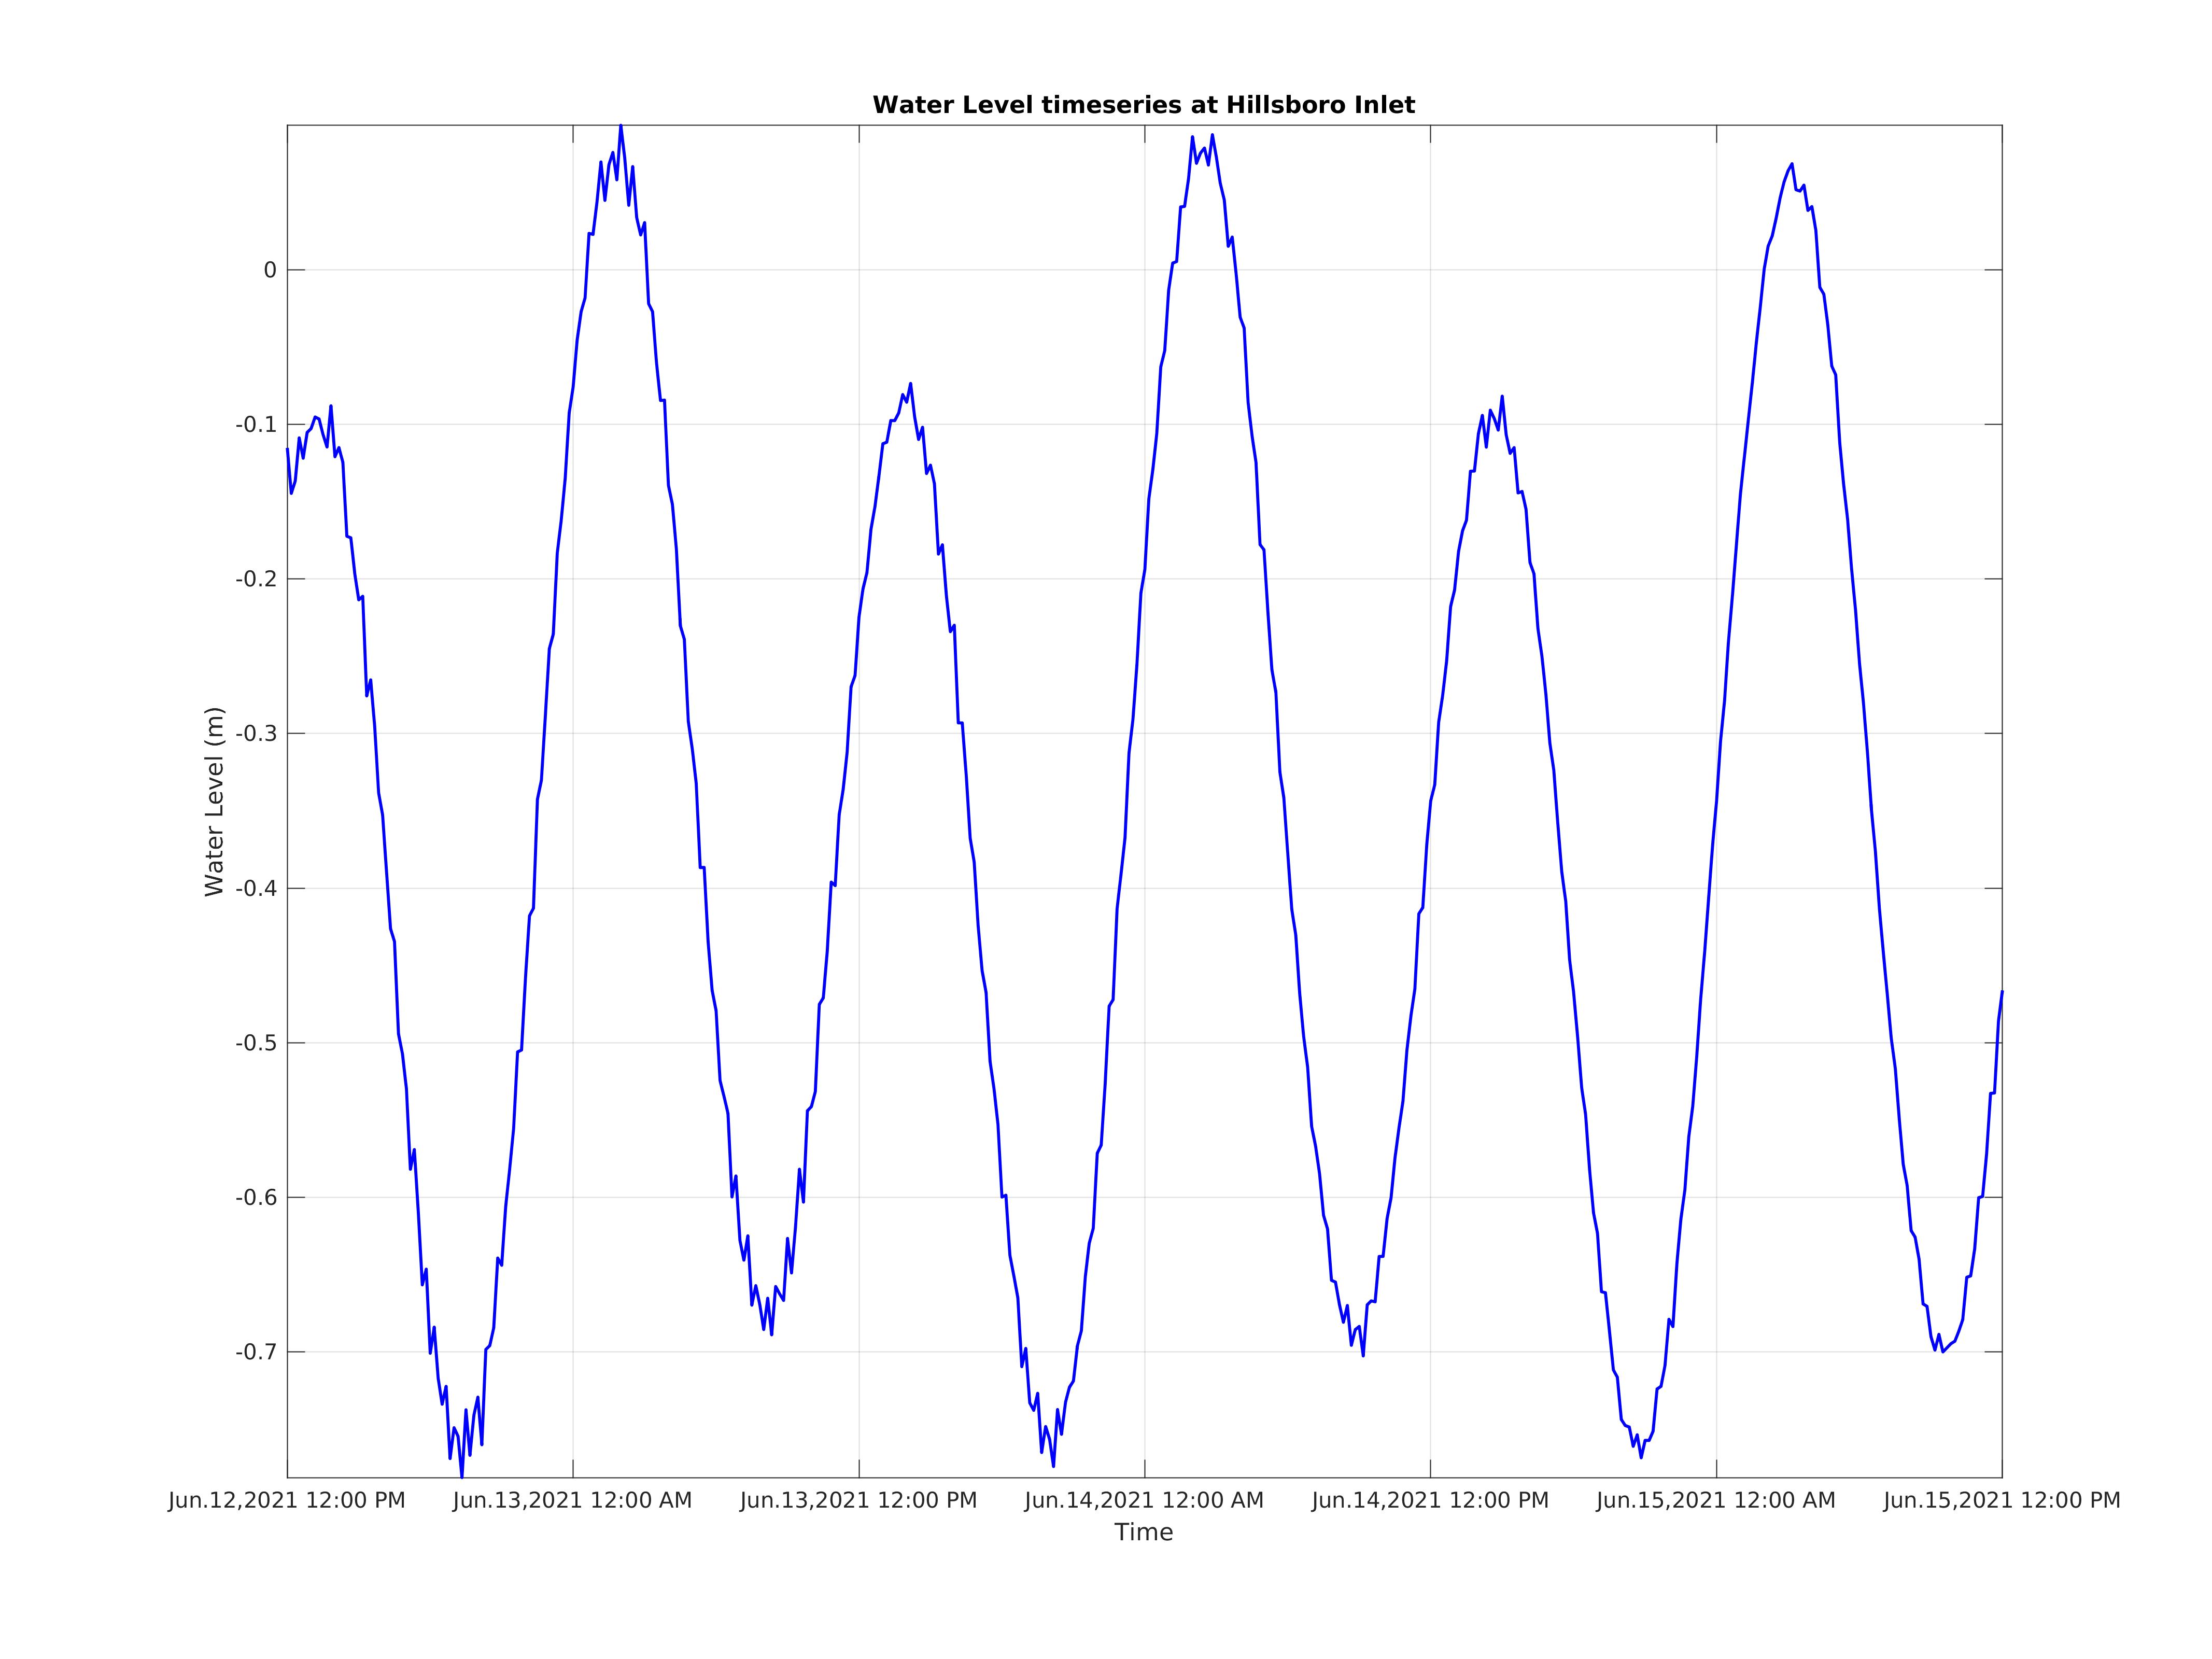 Water Level timeseries at Hillsboro Inlet
Water Level (m)
0
-0.1
-0.2
-0.3
-0.4
-0.5
-0.6
-0.7
Jun.12,2021 12:00 PM
Jun.13,2021 12:00 AM
Jun.13,2021 12:00 PM
Jun.14,2021 12:00 AM
Jun.14,2021 12:00 PM
Jun.15,2021 12:00 AM
Jun.15,2021 12:00 PM
Time